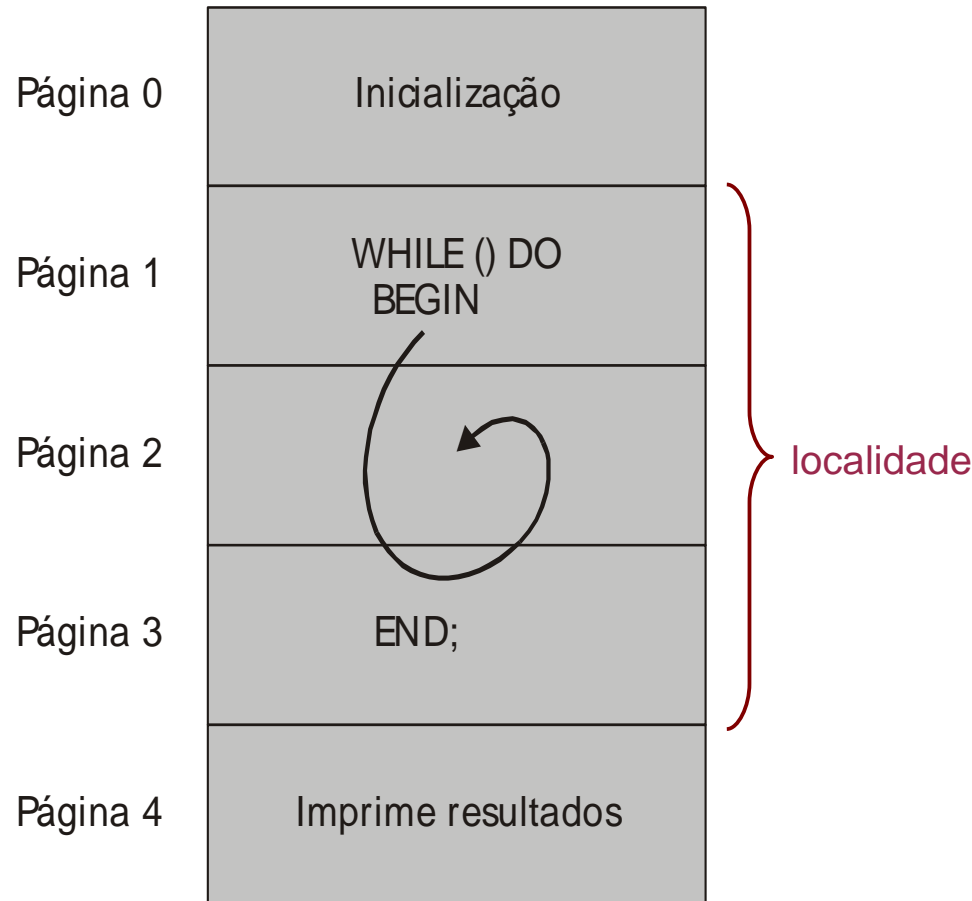 Página 0
Inicialização
Página 1
WHILE () DO
BEGIN
Página 2
localidade
Página 3
END;
Página 4
Imprime resultados